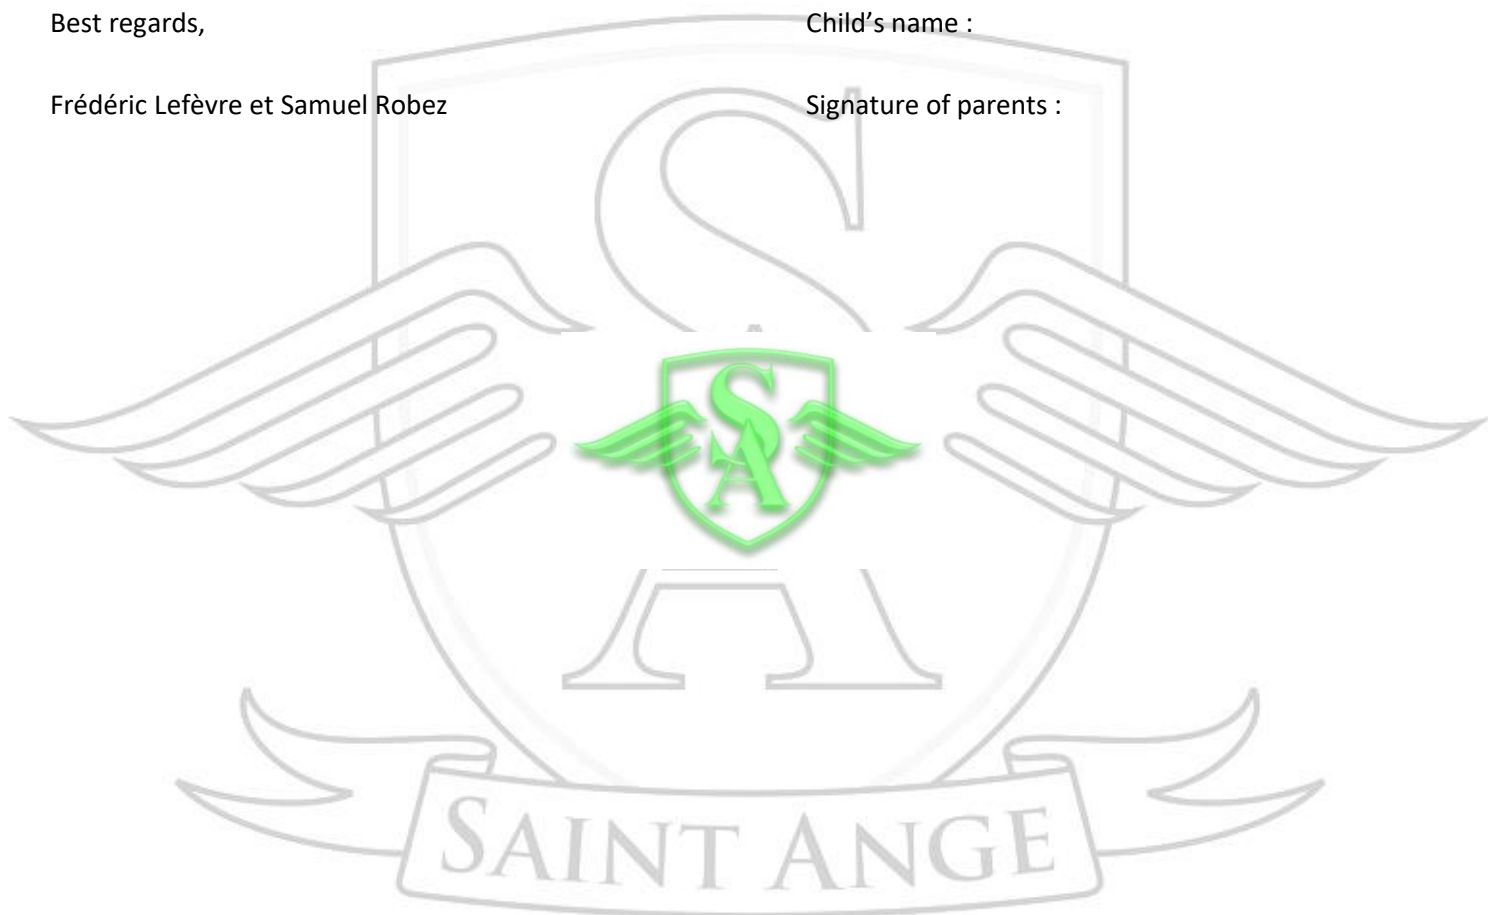 Best regards,
Child’s name :
Frédéric Lefèvre et Samuel Robez
Signature of parents :
S
A
SA
SAINT ANGE